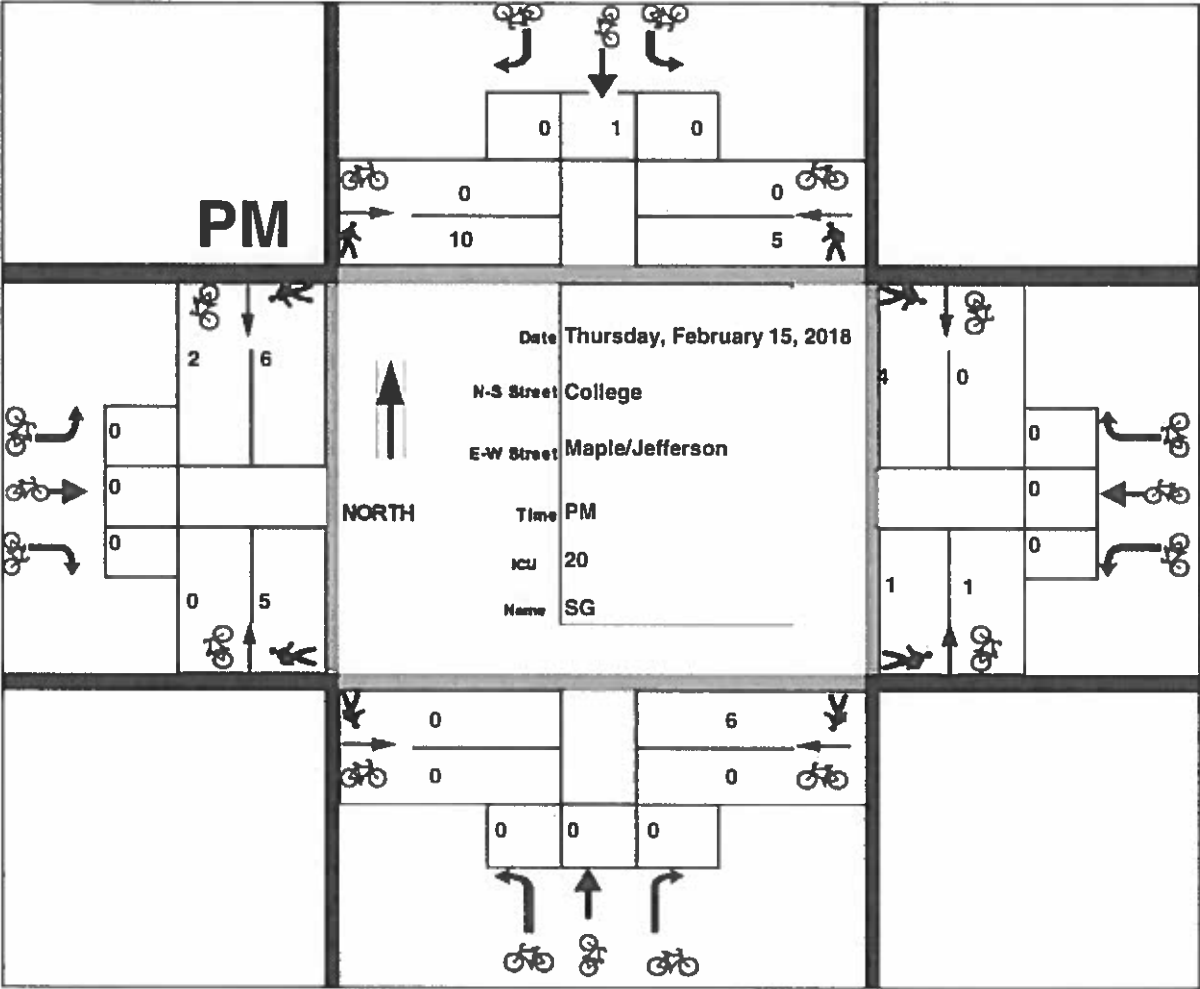 0 1 0
0 0
PM
10 5
Date Thursday, February 15, 2018
2 6
4 0
N-S Street College
0 0
E-W Street Maple/Jefferson
0 0
NORTH Time PM
0 0
ICU 20
0 5
1 1
Name SG
0 6
0 0
0 0 0